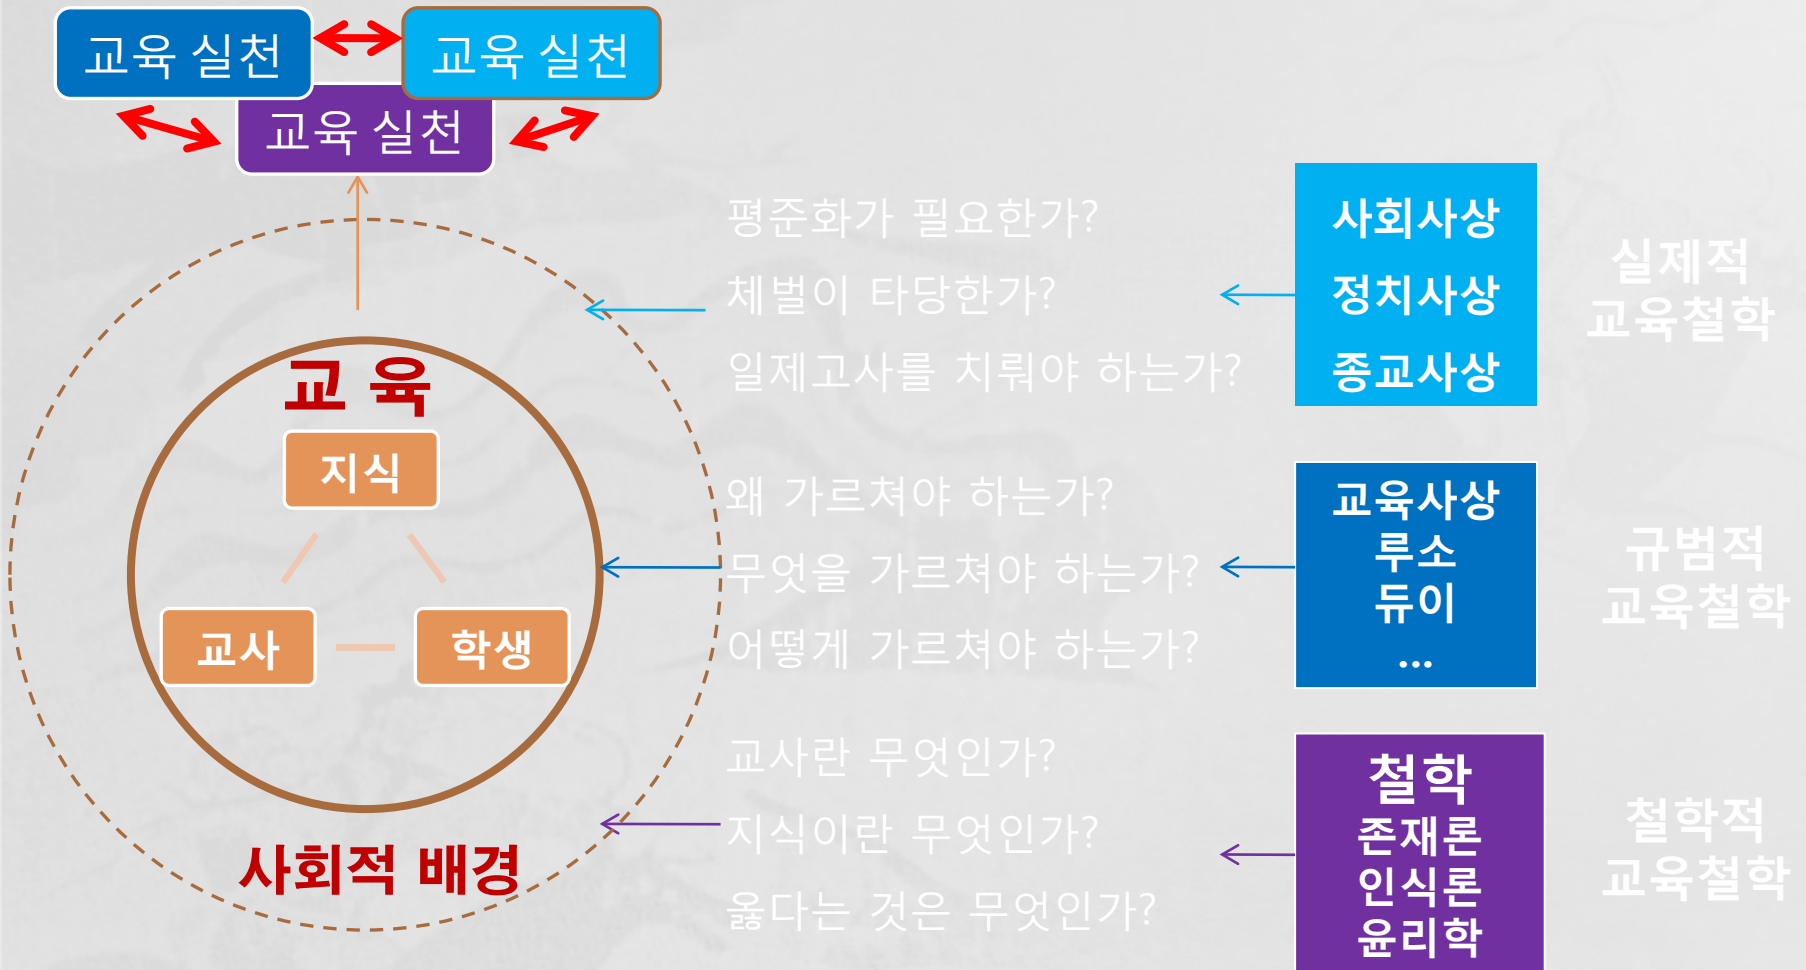 교육 실천
교육 실천
교육 실천
교 육
지식
교사
학생
사회적 배경
평준화가 필요한가?
체벌이 타당한가?
일제고사를 치뤄야 하는가?
사회사상
정치사상
종교사상
실제적
교육철학
왜 가르쳐야 하는가?
무엇을 가르쳐야 하는가?
어떻게 가르쳐야 하는가?
교육사상
루소
듀이
...
규범적
교육철학
교사란 무엇인가?
지식이란 무엇인가?
옳다는 것은 무엇인가?
철학
존재론
인식론
윤리학
철학적
교육철학